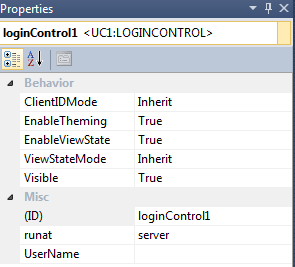 Properties
loginControl1 <UC1:LOGINCONTROL>
Behavior
ClientIDMode Inherit
EnableTheming True
EnableViewState True
ViewStateMode Inherit
Visible True
Misc
(ID) loginControl1
runat server
UserName